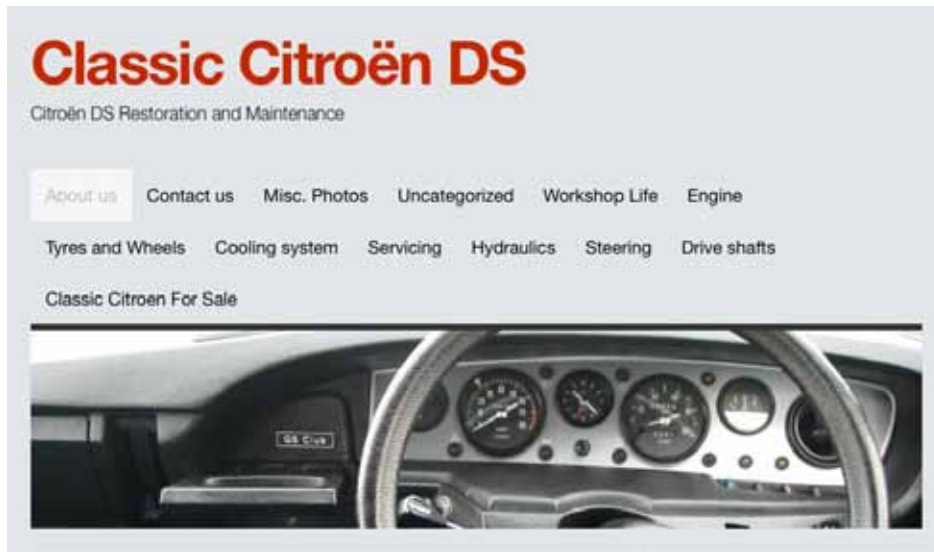 Classic Citroën DS
Citroën DS Restoration and Maintenance
About us Contact us Misc. Photos Uncategorized Workshop Life Engine
Tyres and Wheels Cooling system Servicing Hydraulics Steering Drive shafts
Classic Citroen For Sale
GS Club